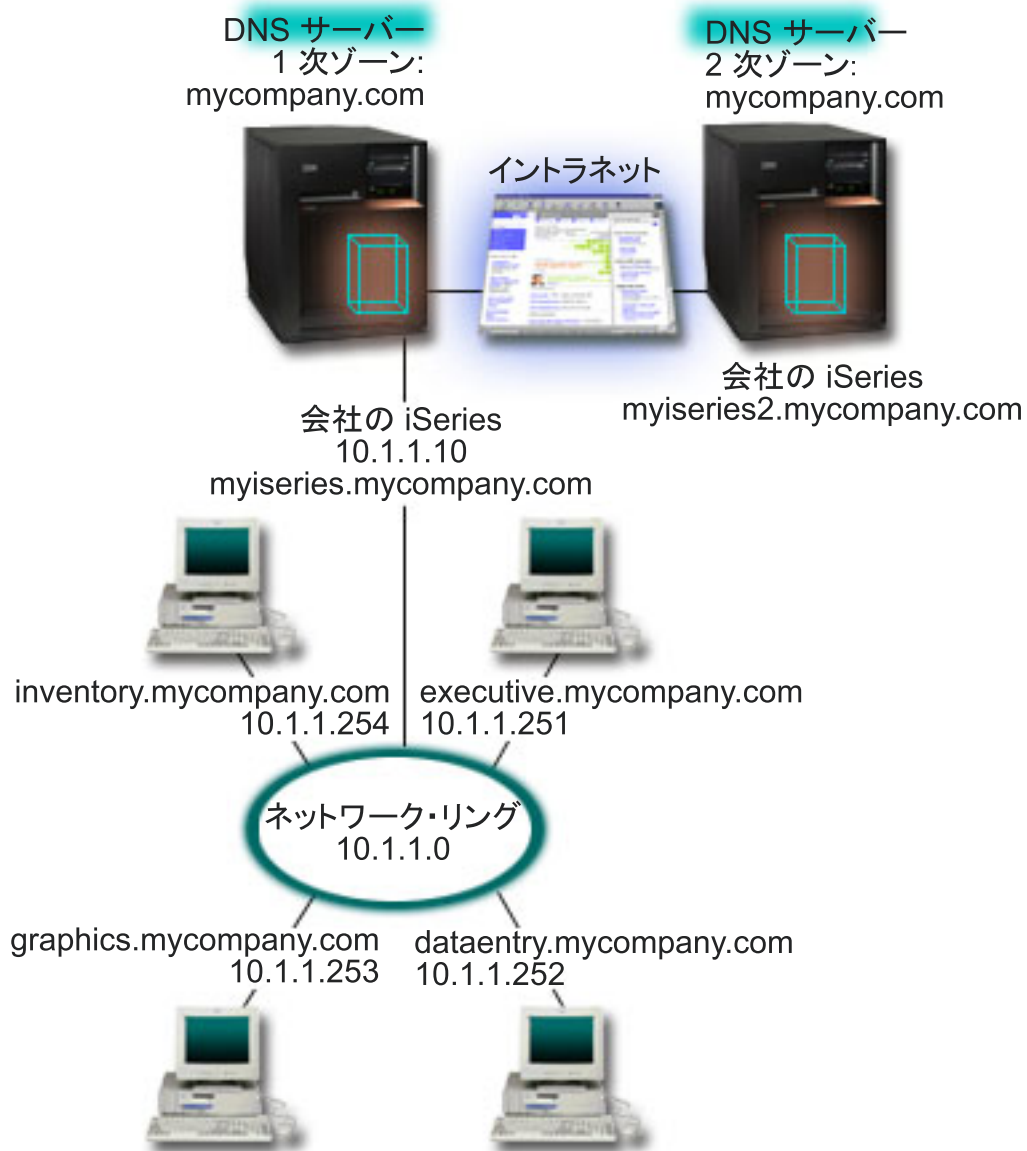 DNS サーバー
1 次ゾーン:
mycompany.com
DNS サーバー
2 次ゾーン:
mycompany.com
イントラネット
会社の iSeries
myiseries2.mycompany.com
会社の iSeries
10.1.1.10
myiseries.mycompany.com
inventory.mycompany.com
10.1.1.254
executive.mycompany.com
10.1.1.251
ネットワーク・リング
10.1.1.0
graphics.mycompany.com
10.1.1.253
dataentry.mycompany.com
10.1.1.252